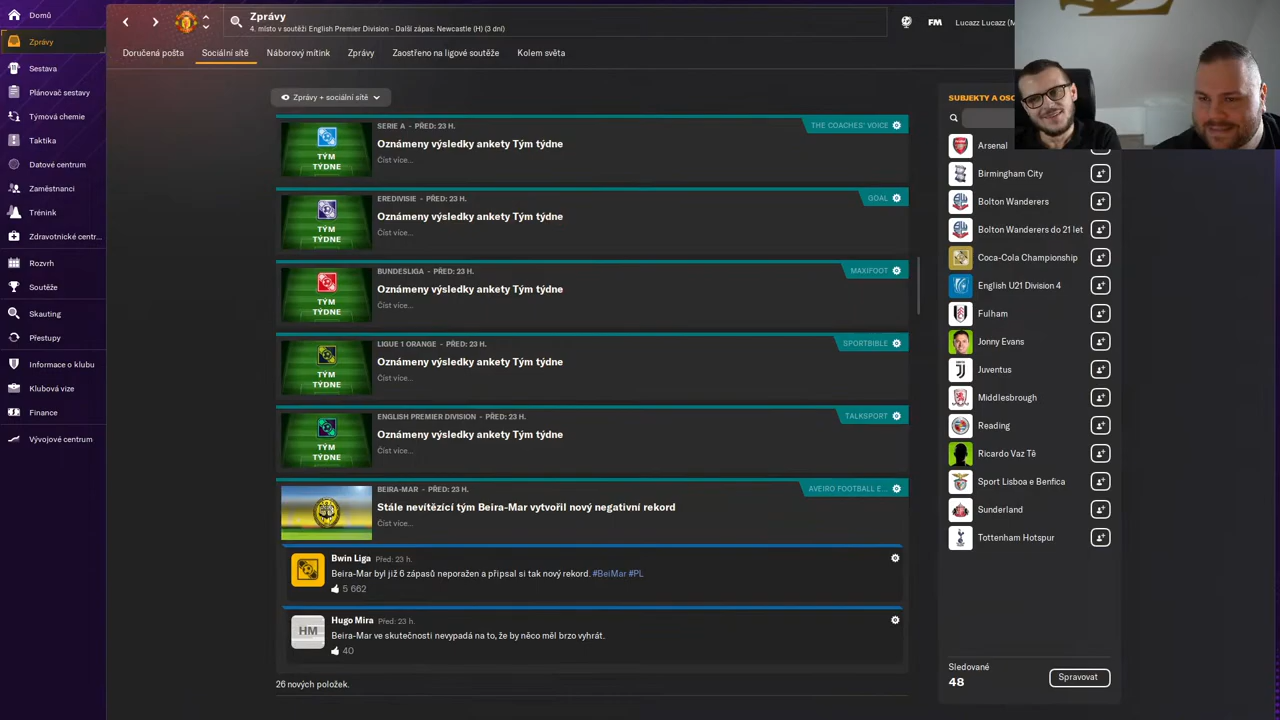 Domů
Zprávy
Sestava
Plánovač sestavy
Týmová chemie
Taktika
Datové centrum
Zaměstnanci
Trénink
Zdravotnické centr...
Rozvrh
Soutěže
Skauting
Přestupy
Informace o klubu
Klubová vize
Finance
Vývojové centrum
Zprávy
4. místo v soutěži English Premier Division - Další zápas: Newcastle (H) (3 dní)
FM
Lucazz Lucazz (M
Doručená pošta
Sociální sítě
Náborový mítink
Zprávy
Zaostřeno na ligové soutěže
Kolem světa
Zprávy + sociální sítě
SERIE A - PŘED: 23 H.
THE COACHES' VOICE
TÝM
TÝDNE
Oznámeny výsledky ankety Tým týdne
Číst více...
EREDIVISIE - PŘED: 23 H.
GOAL
TÝM
TÝDNE
Oznámeny výsledky ankety Tým týdne
Číst více...
BUNDESLIGA - PŘED: 23 H.
MAXIFOOT
TÝM
TÝDNE
Oznámeny výsledky ankety Tým týdne
Číst více...
LIGUE 1 ORANGE - PŘED: 23 H.
SPORTBIBLE
TÝM
TÝDNE
Oznámeny výsledky ankety Tým týdne
Číst více...
ENGLISH PREMIER DIVISION - PŘED: 23 H.
TALKSPORT
TÝM
TÝDNE
Oznámeny výsledky ankety Tým týdne
Číst více...
BEIRA-MAR - PŘED: 23 H.
AVEIRO FOOTBALL E...
Stále nevítězící tým Beira-Mar vytvořil nový negativní rekord
Číst více...
Bwin Liga Před: 23 h.
Beira-Mar byl již 6 zápasů neporažen a připsal si tak nový rekord. #BeiMar #PL
5 662
HM
Hugo Mira Před: 23 h.
Beira-Mar ve skutečnosti nevypadá na to, že by něco měl brzo vyhrát.
40
26 nových položek.
SUBJEKTY A OSO
Arsenal
Birmingham City
Bolton Wanderers
Bolton Wanderers do 21 let
Coca-Cola Championship
English U21 Division 4
Fulham
Jonny Evans
Juventus
Middlesbrough
Reading
Ricardo Vaz Tê
Sport Lisboa e Benfica
Sunderland
Tottenham Hotspur
Sledované
48
Spravovat